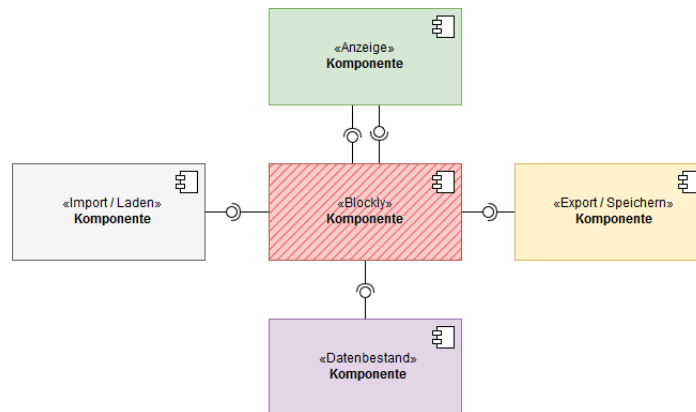 «Anzeige»
Komponente
«Import / Laden»
Komponente
«Blockly»
Komponente
«Export / Speichern»
Komponente
«Datenbestand»
Komponente